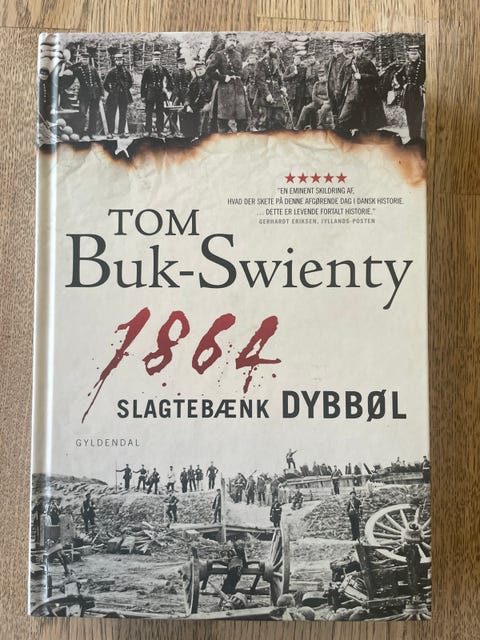 ★★★★★
"EN EMINENT SKILDRING AF,
HVAD DER SKETE PÅ DENNE AFGØRENDE DAG I DANSK HISTORIE.
... DETTE ER LEVENDE FORTALT HISTORIE."
GERHARDT ERIKSEN, JYLLANDS-POSTEN
TOM
Buk-Swienty
1864
SLAGTEBÆNK DYBBØL
GYLDENDAL